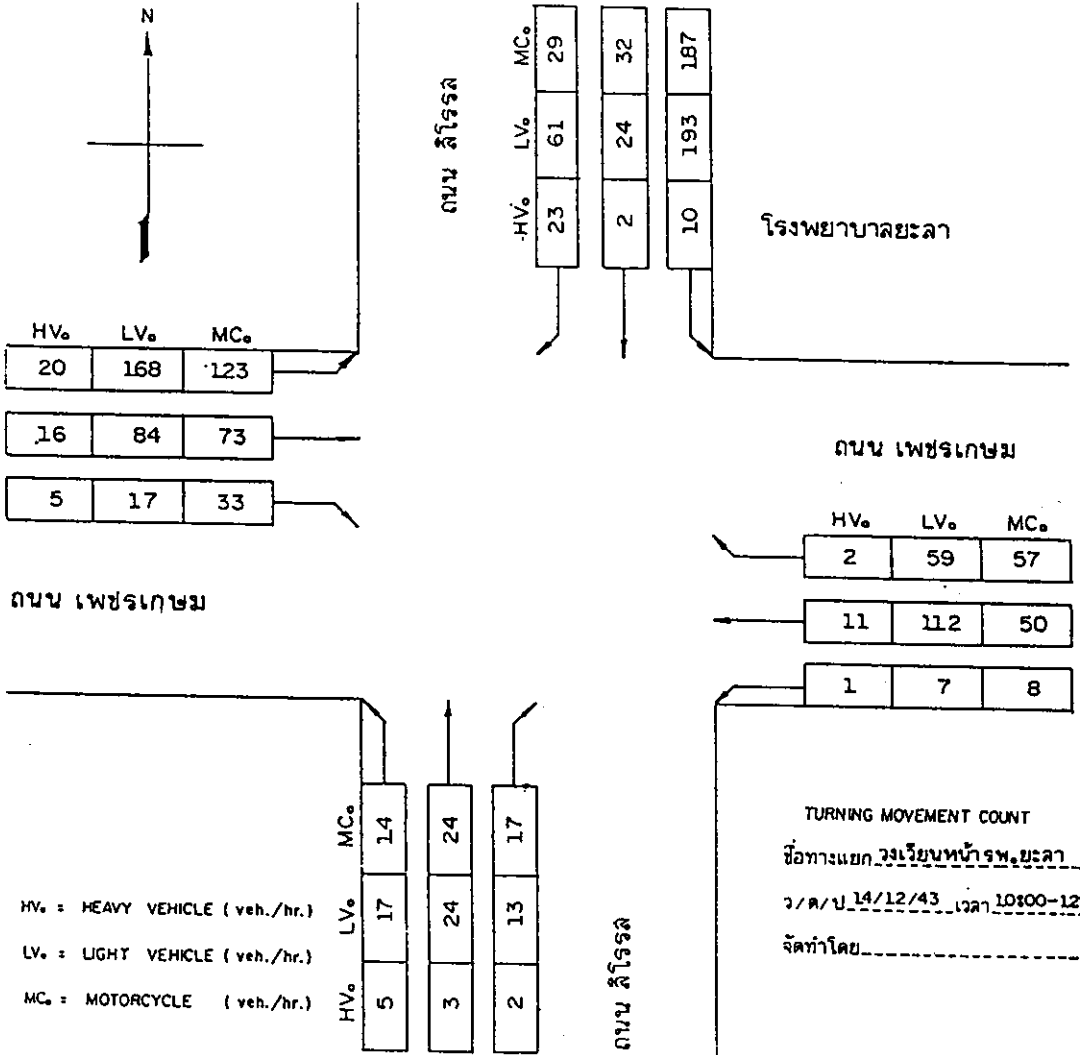 N
ถนน สิโรรส
MC. 29 32 187
LV. 61 24 193
-HV. 23 2 10
โรงพยาบาลยะลา
HV. LV. MC.
20 168 123
16 84 73
5 17 33
ถนน เพชรเกษม
ถนน เพชรเกษม
HV. LV. MC.
2 59 57
11 112 50
1 7 8
MC. 14 24 17
LV. 17 24 13
HV. 5 3 2
ถนน สิโรรส
HV. = HEAVY VEHICLE ( veh./hr.)
LV. = LIGHT VEHICLE ( veh./hr.)
MC. = MOTORCYCLE ( veh./hr.)
TURNING MOVEMENT COUNT
ชื่อทางแยก วงเวียนหน้า รพ.ยะลา
ว/ด/ป 14/12/43 เวลา 10:00-12
จัดทำโดย